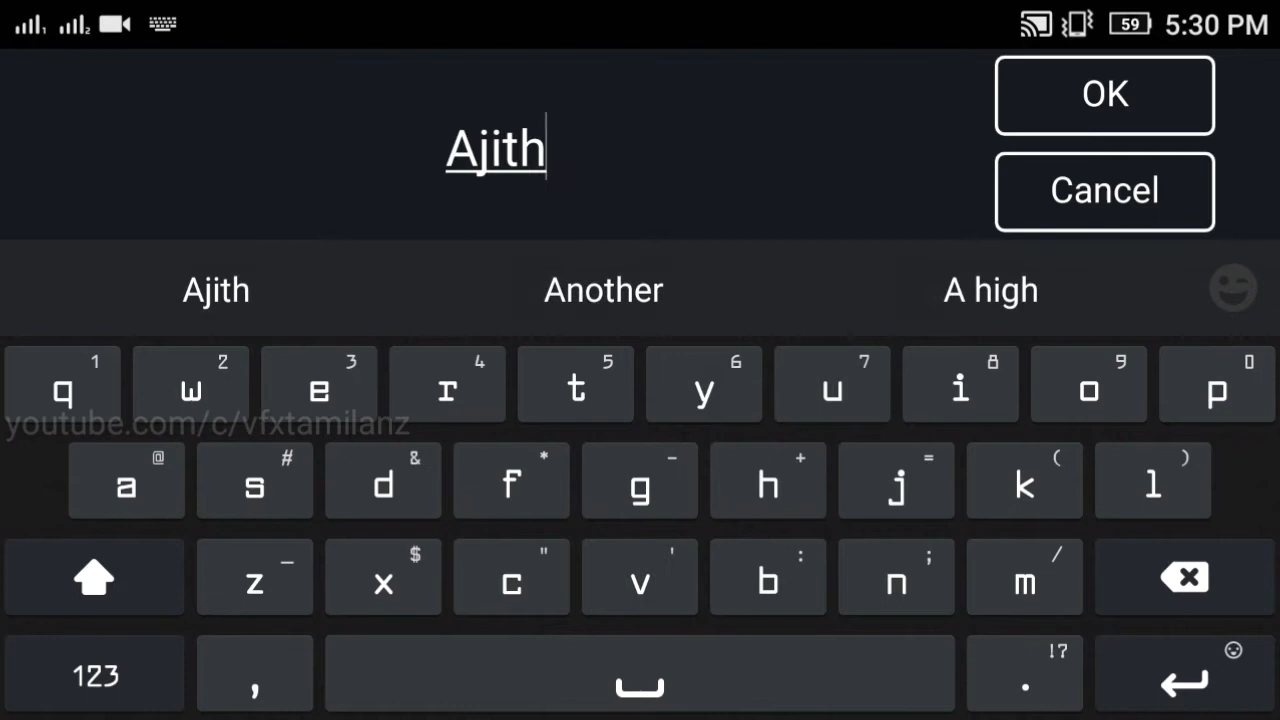 59 5:30 PM
OK
Ajith
Cancel
Ajith Another A high
1 2 3 4 5 6 7 8 9 0
q w e r t y u i o p
youtube.com/c/vfxtamilanz
@ # & * - + = ( )
a s d f g h j k l
_ $ " ' : ; /
z x c v b n m
!?
123 , .